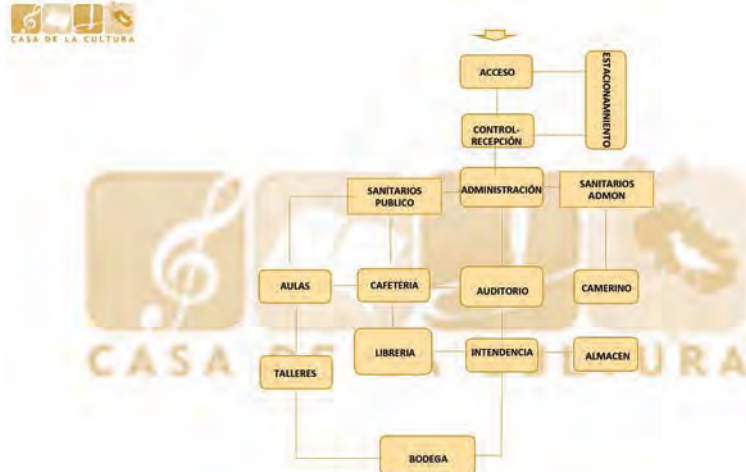 CASA DE LA CULTURA
ACCESO
ESTACIONAMNIENTO
CONTROL-
RECEPCIÓN
SANITARIOS
PUBLICO
ADMINISTRACIÓN
SANITARIOS
ADMON
AULAS
CAFETERIA
AUDITORIO
CAMERINO
LIBRERIA
INTENDENCIA
ALMACEN
TALLERES
BODEGA
CASA DE LA CULTURA